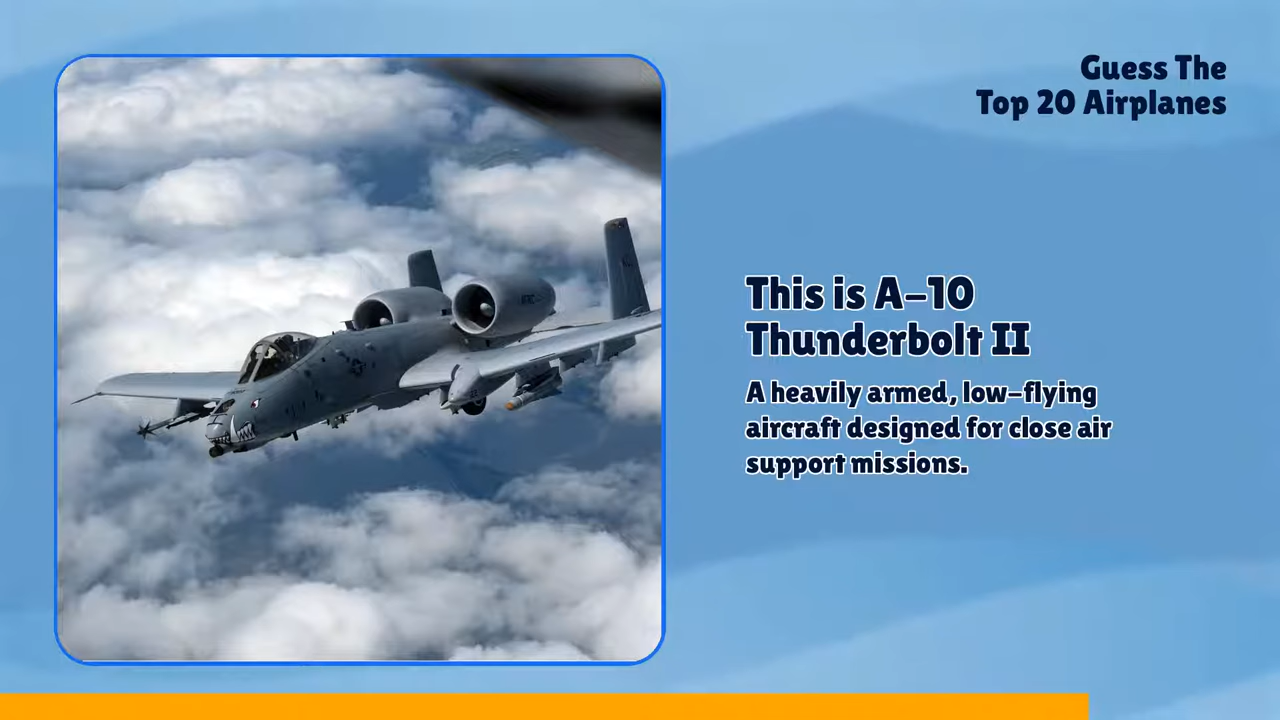 Guess The
Top 20 Airplanes
This is A-10
Thunderbolt II
A heavily armed, low-flying
aircraft designed for close air
support missions.